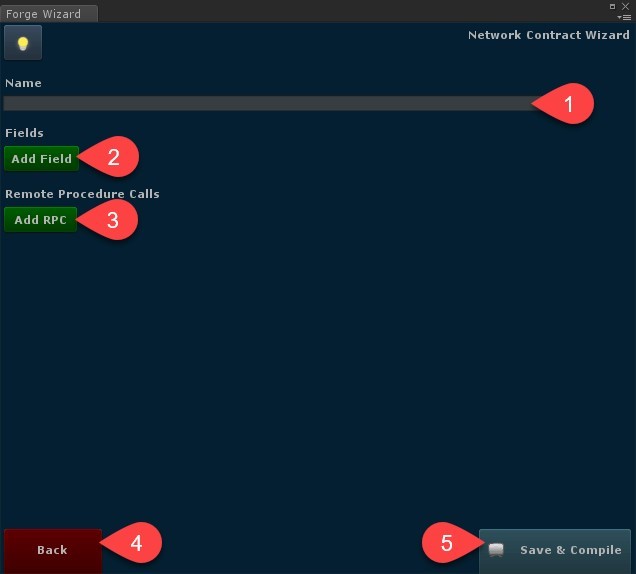 Forge Wizard
Network Contract Wizard
Name
1
Fields
Add Field 2
Remote Procedure Calls
Add RPC 3
Back 4
5 Save & Compile